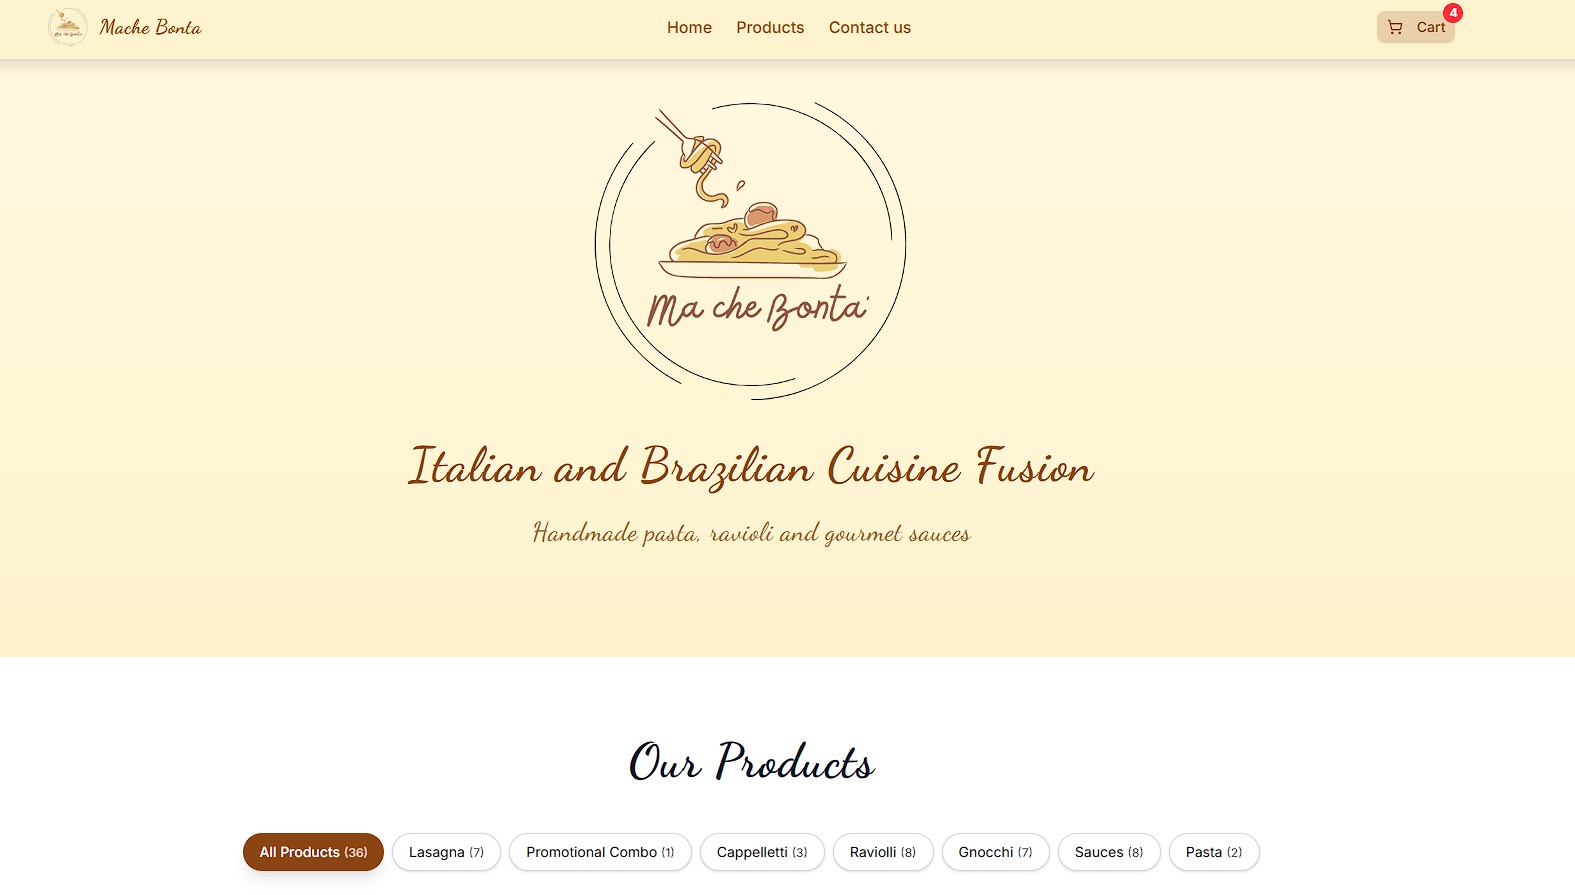 Mache Bonta
Home Products Contact us
Cart
4
Ma che Bonta'
Italian and Brazilian Cuisine Fusion
Handmade pasta, ravioli and gourmet sauces
Our Products
All Products (36) Lasagna (7) Promotional Combo (1) Cappelletti (3) Raviolli (8) Gnocchi (7) Sauces (8) Pasta (2)